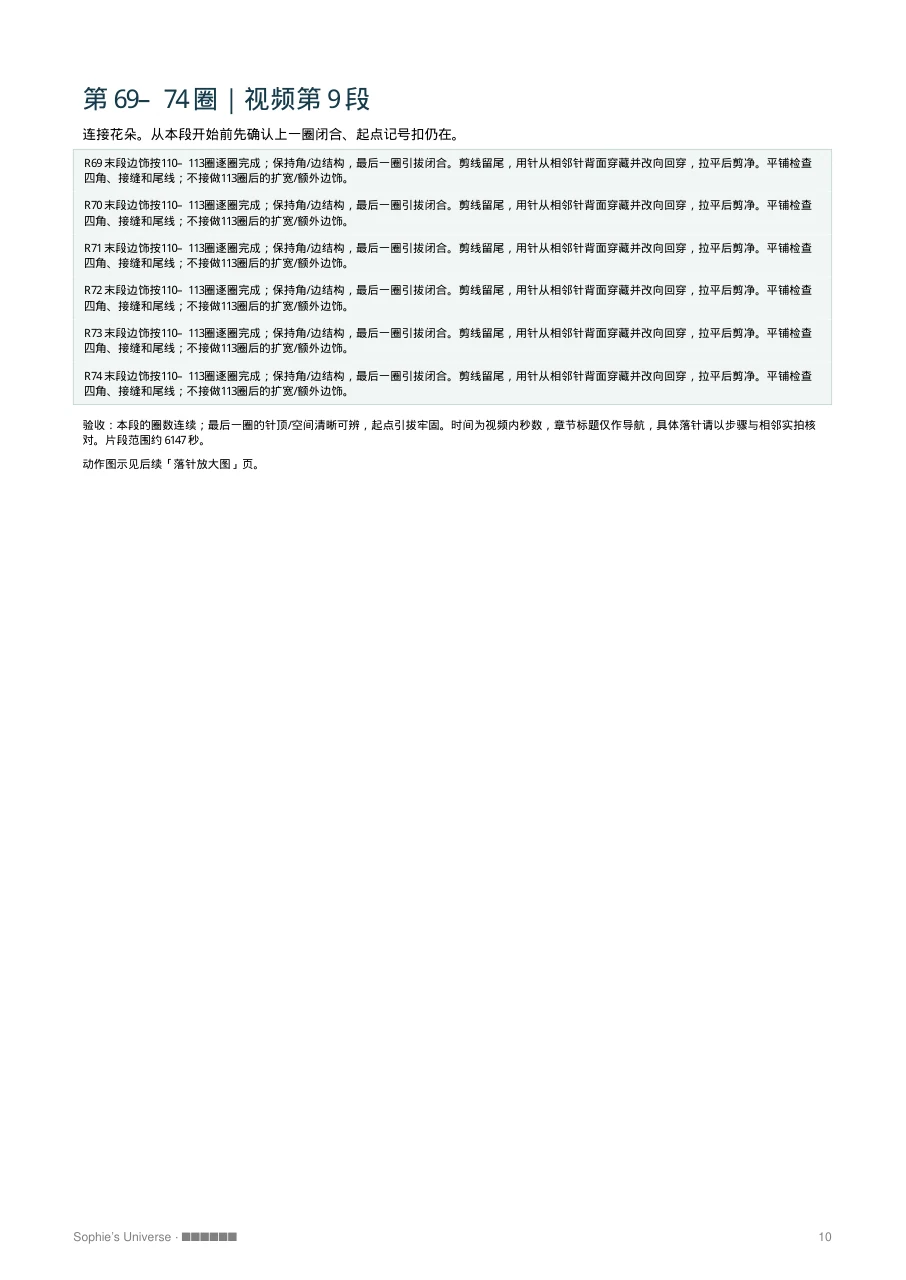 第 69– 74 圈｜视频第 9 段
连接花朵。从本段开始前先确认上一圈闭合、起点记号扣仍在。
R69 末段边饰按110– 113圈逐圈完成；保持角/边结构，最后一圈引拔闭合。剪线留尾，用针从相邻针背面穿藏并改向回穿，拉平后剪净。平铺检查
四角、接缝和尾线；不接做113圈后的扩宽/额外边饰。
R70 末段边饰按110– 113圈逐圈完成；保持角/边结构，最后一圈引拔闭合。剪线留尾，用针从相邻针背面穿藏并改向回穿，拉平后剪净。平铺检查
四角、接缝和尾线；不接做113圈后的扩宽/额外边饰。
R71 末段边饰按110– 113圈逐圈完成；保持角/边结构，最后一圈引拔闭合。剪线留尾，用针从相邻针背面穿藏并改向回穿，拉平后剪净。平铺检查
四角、接缝和尾线；不接做113圈后的扩宽/额外边饰。
R72 末段边饰按110– 113圈逐圈完成；保持角/边结构，最后一圈引拔闭合。剪线留尾，用针从相邻针背面穿藏并改向回穿，拉平后剪净。平铺检查
四角、接缝和尾线；不接做113圈后的扩宽/额外边饰。
R73 末段边饰按110– 113圈逐圈完成；保持角/边结构，最后一圈引拔闭合。剪线留尾，用针从相邻针背面穿藏并改向回穿，拉平后剪净。平铺检查
四角、接缝和尾线；不接做113圈后的扩宽/额外边饰。
R74 末段边饰按110– 113圈逐圈完成；保持角/边结构，最后一圈引拔闭合。剪线留尾，用针从相邻针背面穿藏并改向回穿，拉平后剪净。平铺检查
四角、接缝和尾线；不接做113圈后的扩宽/额外边饰。
验收：本段的圈数连续；最后一圈的针顶/空间清晰可辨，起点引拔牢固。时间为视频内秒数，章节标题仅作导航，具体落针请以步骤与相邻实拍核
对。片段范围约 6147 秒。
动作图示见后续「落针放大图」页。
Sophie's Universe · ■■■■■■
10